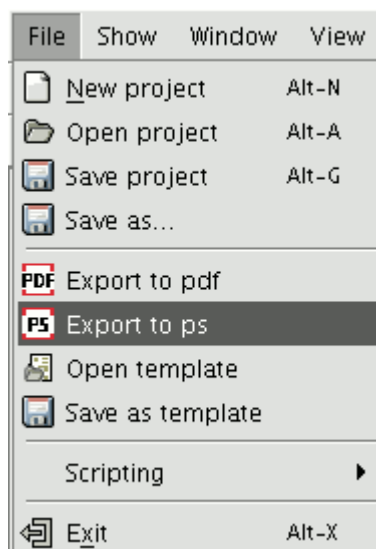 File Show Window View
New project Alt-N
Open project Alt-A
Save project Alt-G
Save as...
PDF Export to pdf
PS Export to ps
Open template
Save as template
Scripting
Exit Alt-X